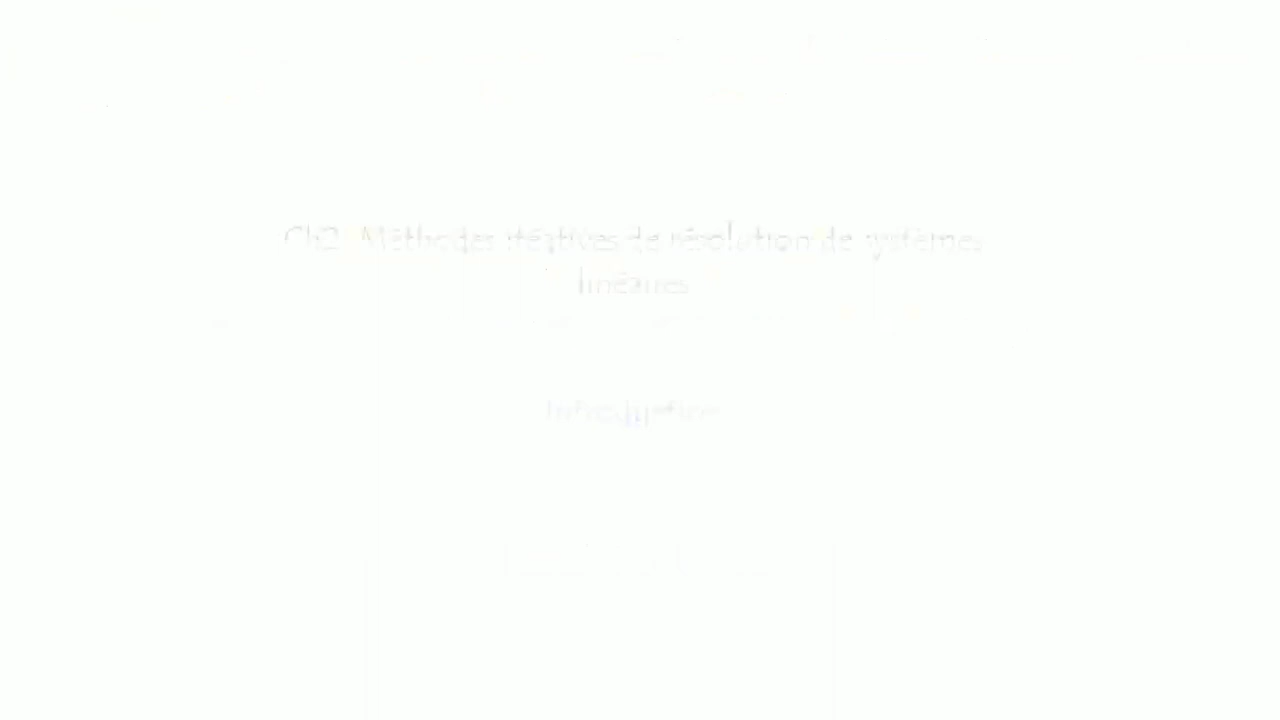 Ch2: Méthodes itératives de résolution de systèmes
linéaires
Introduction